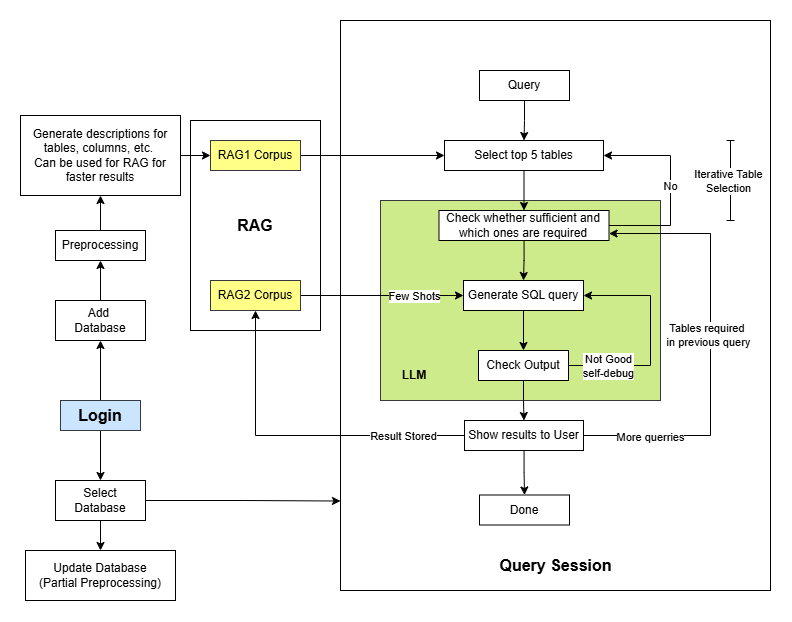 Generate descriptions for
tables, columns, etc.
Can be used for RAG for
faster results
Preprocessing
Add
Database
Login
Select
Database
Update Database
(Partial Preprocessing)
RAG1 Corpus
RAG
RAG2 Corpus
Query
Select top 5 tables
No
Iterative Table
Selection
Check whether sufficient and
which ones are required
Few Shots
Generate SQL query
Tables required
in previous query
Check Output
Not Good
self-debug
LLM
Result Stored
Show results to User
More querries
Done
Query Session